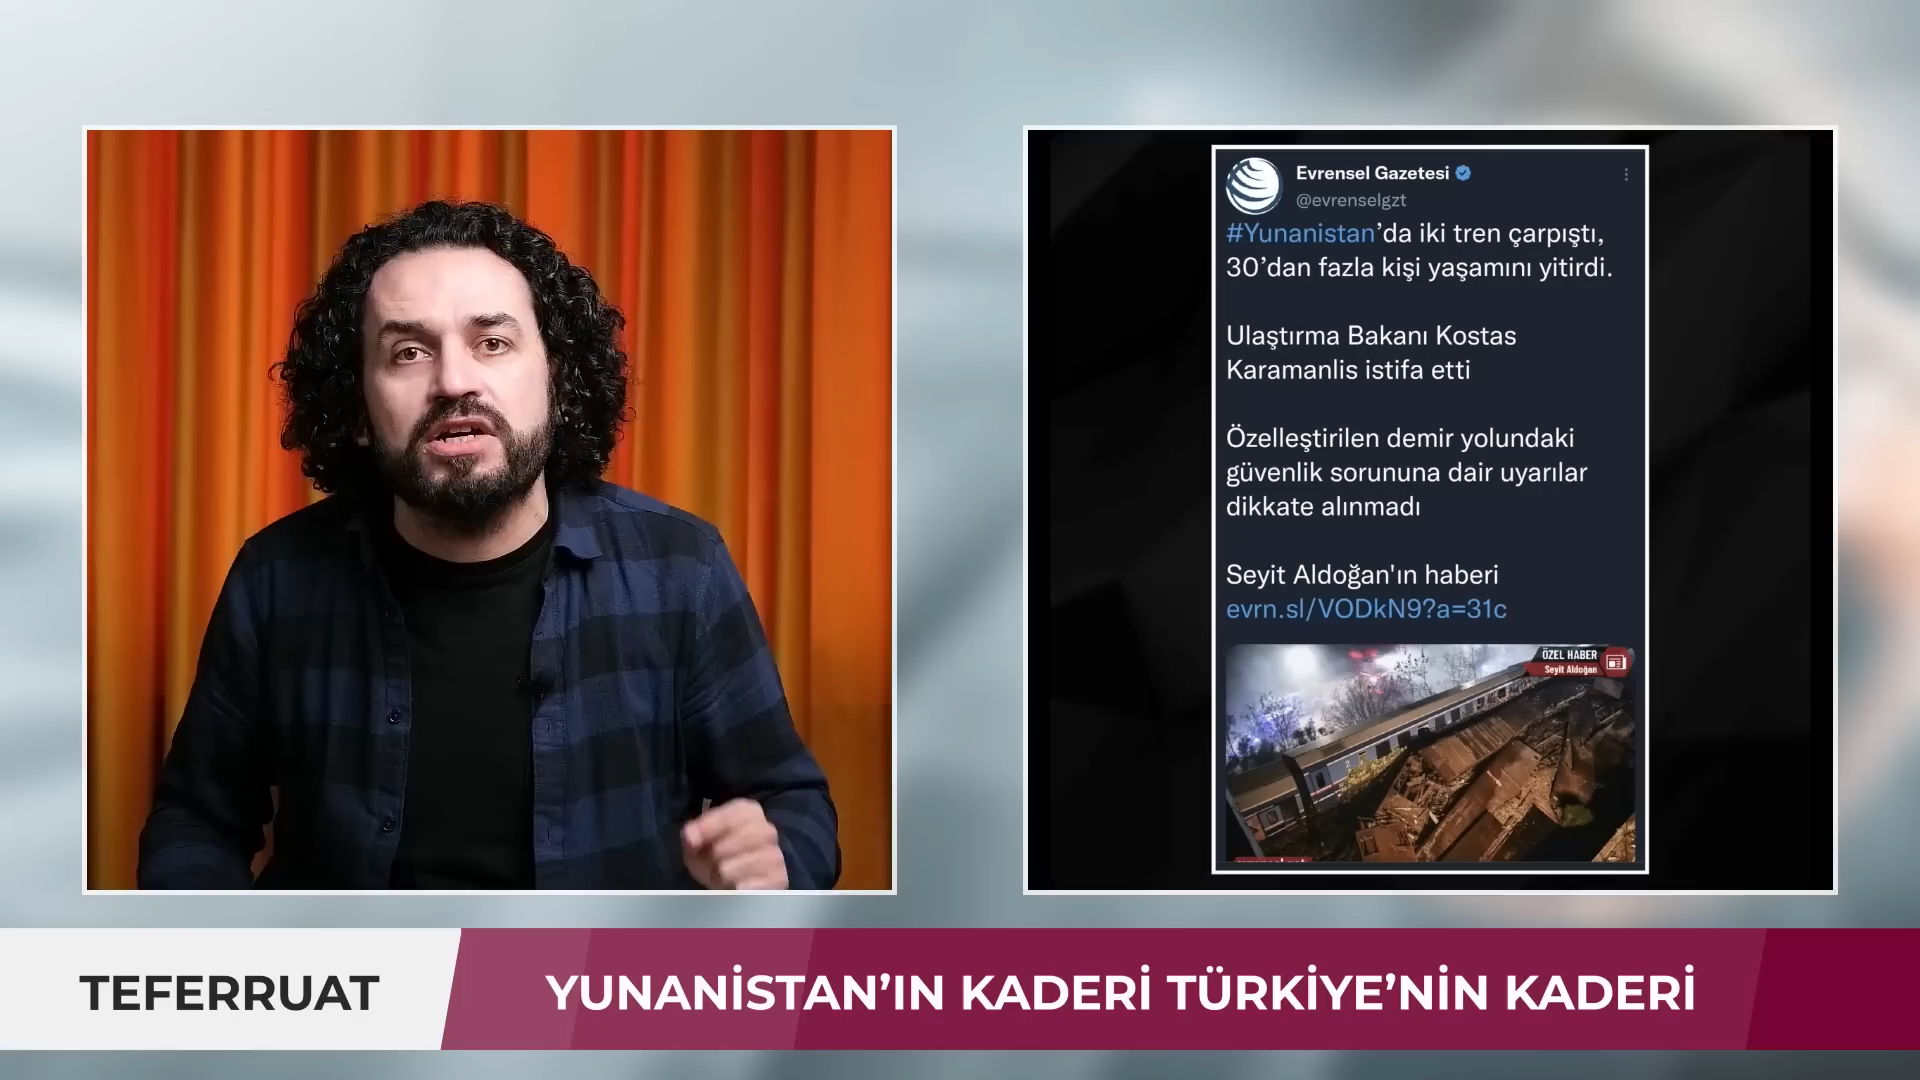 Evrensel Gazetesi
@evrenselgzt
#Yunanistan'da iki tren çarpıştı,
30'dan fazla kişi yaşamını yitirdi.
Ulaştırma Bakanı Kostas
Karamanlis istifa etti
Özelleştirilen demir yolundaki
güvenlik sorununa dair uyarılar
dikkate alınmadı
Seyit Aldoğan'ın haberi
evrn.sl/VODkN9?a=31c
ÖZEL HABER
Seyit Aldoğan
2
TEFERRUAT
YUNANİSTAN'IN KADERİ TÜRKİYE'NİN KADERİ